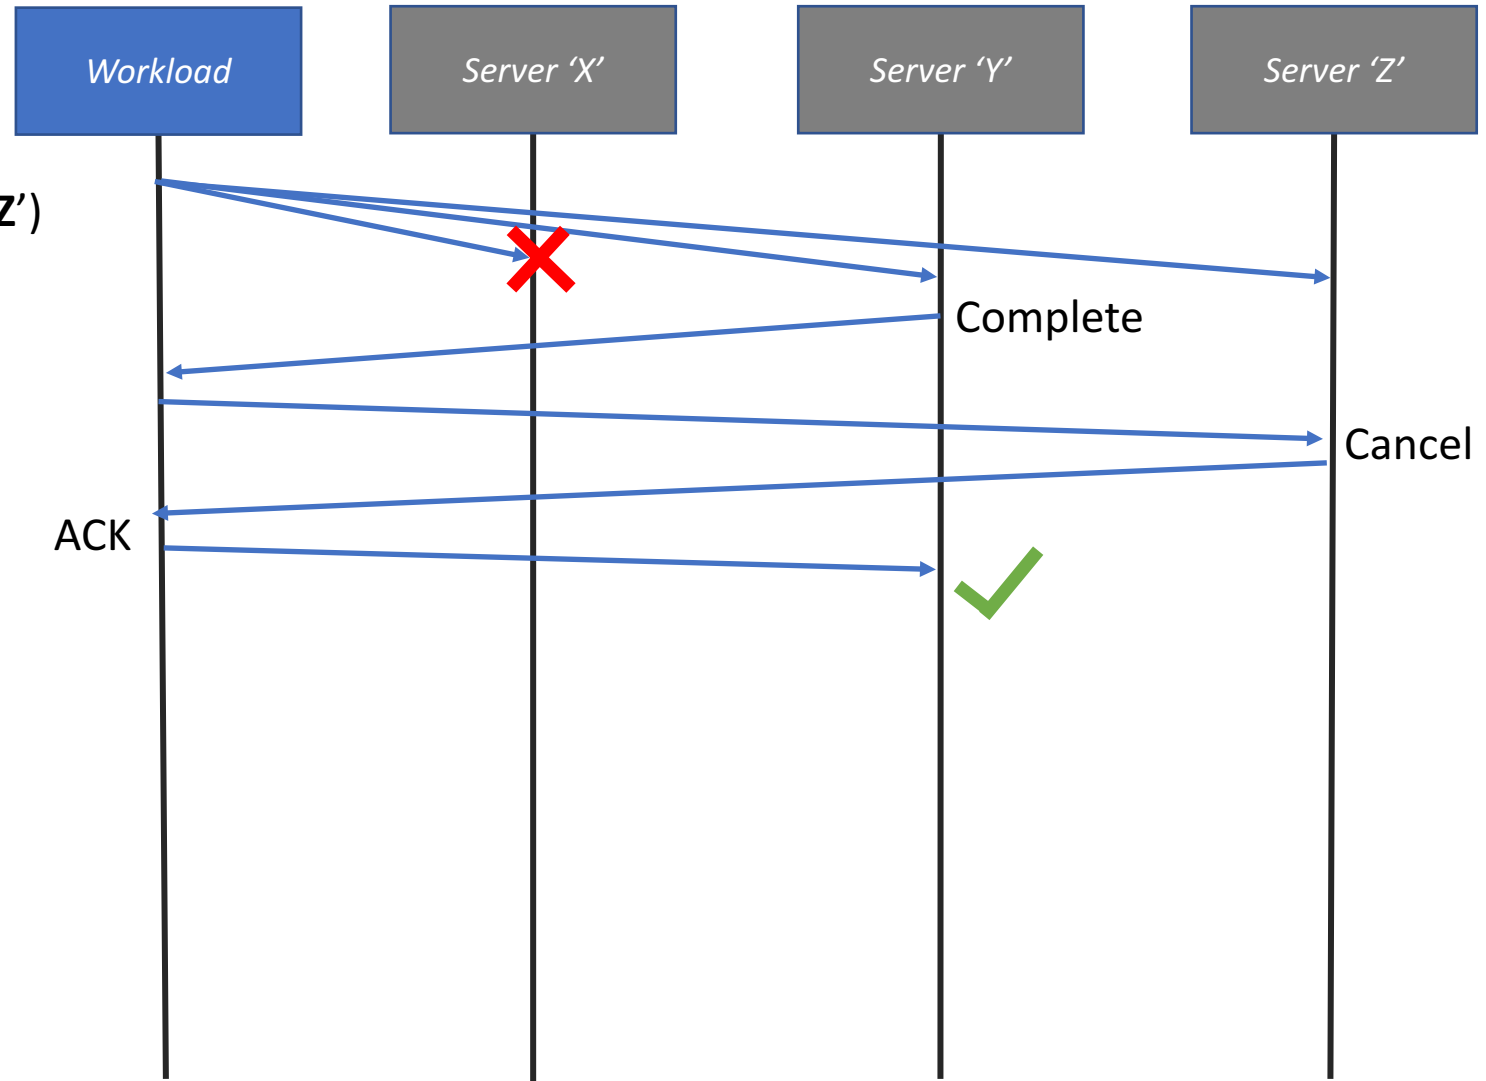 Workload
Server ‘X’
Server ‘Y’
Server ‘Z’
Z’)
Complete
Cancel
ACK